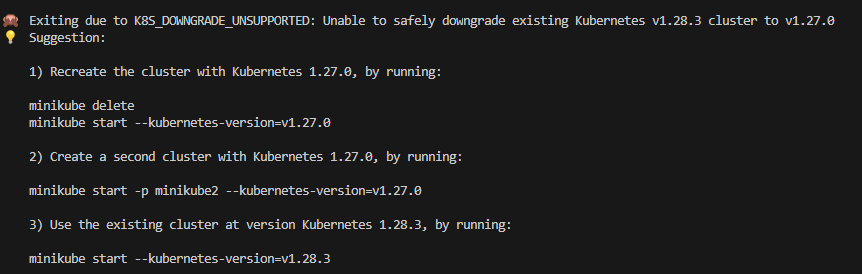 Exiting due to K8S_DOWNGRADE_UNSUPPORTED: Unable to safely downgrade existing Kubernetes v1.28.3 cluster to v1.27.0
Suggestion:
1) Recreate the cluster with Kubernetes 1.27.0, by running:
minikube delete
minikube start --kubernetes-version=v1.27.0
2) Create a second cluster with Kubernetes 1.27.0, by running:
minikube start -p minikube2 --kubernetes-version=v1.27.0
3) Use the existing cluster at version Kubernetes 1.28.3, by running:
minikube start --kubernetes-version=v1.28.3